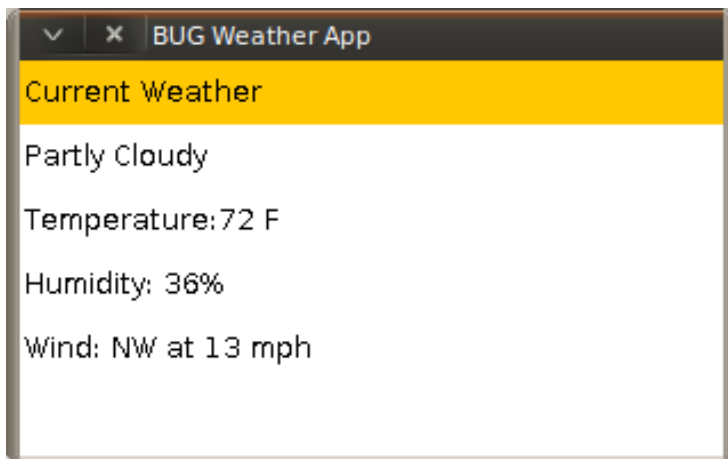 BUG Weather App
Current Weather
Partly Cloudy
Temperature:72 F
Humidity: 36%
Wind: NW at 13 mph